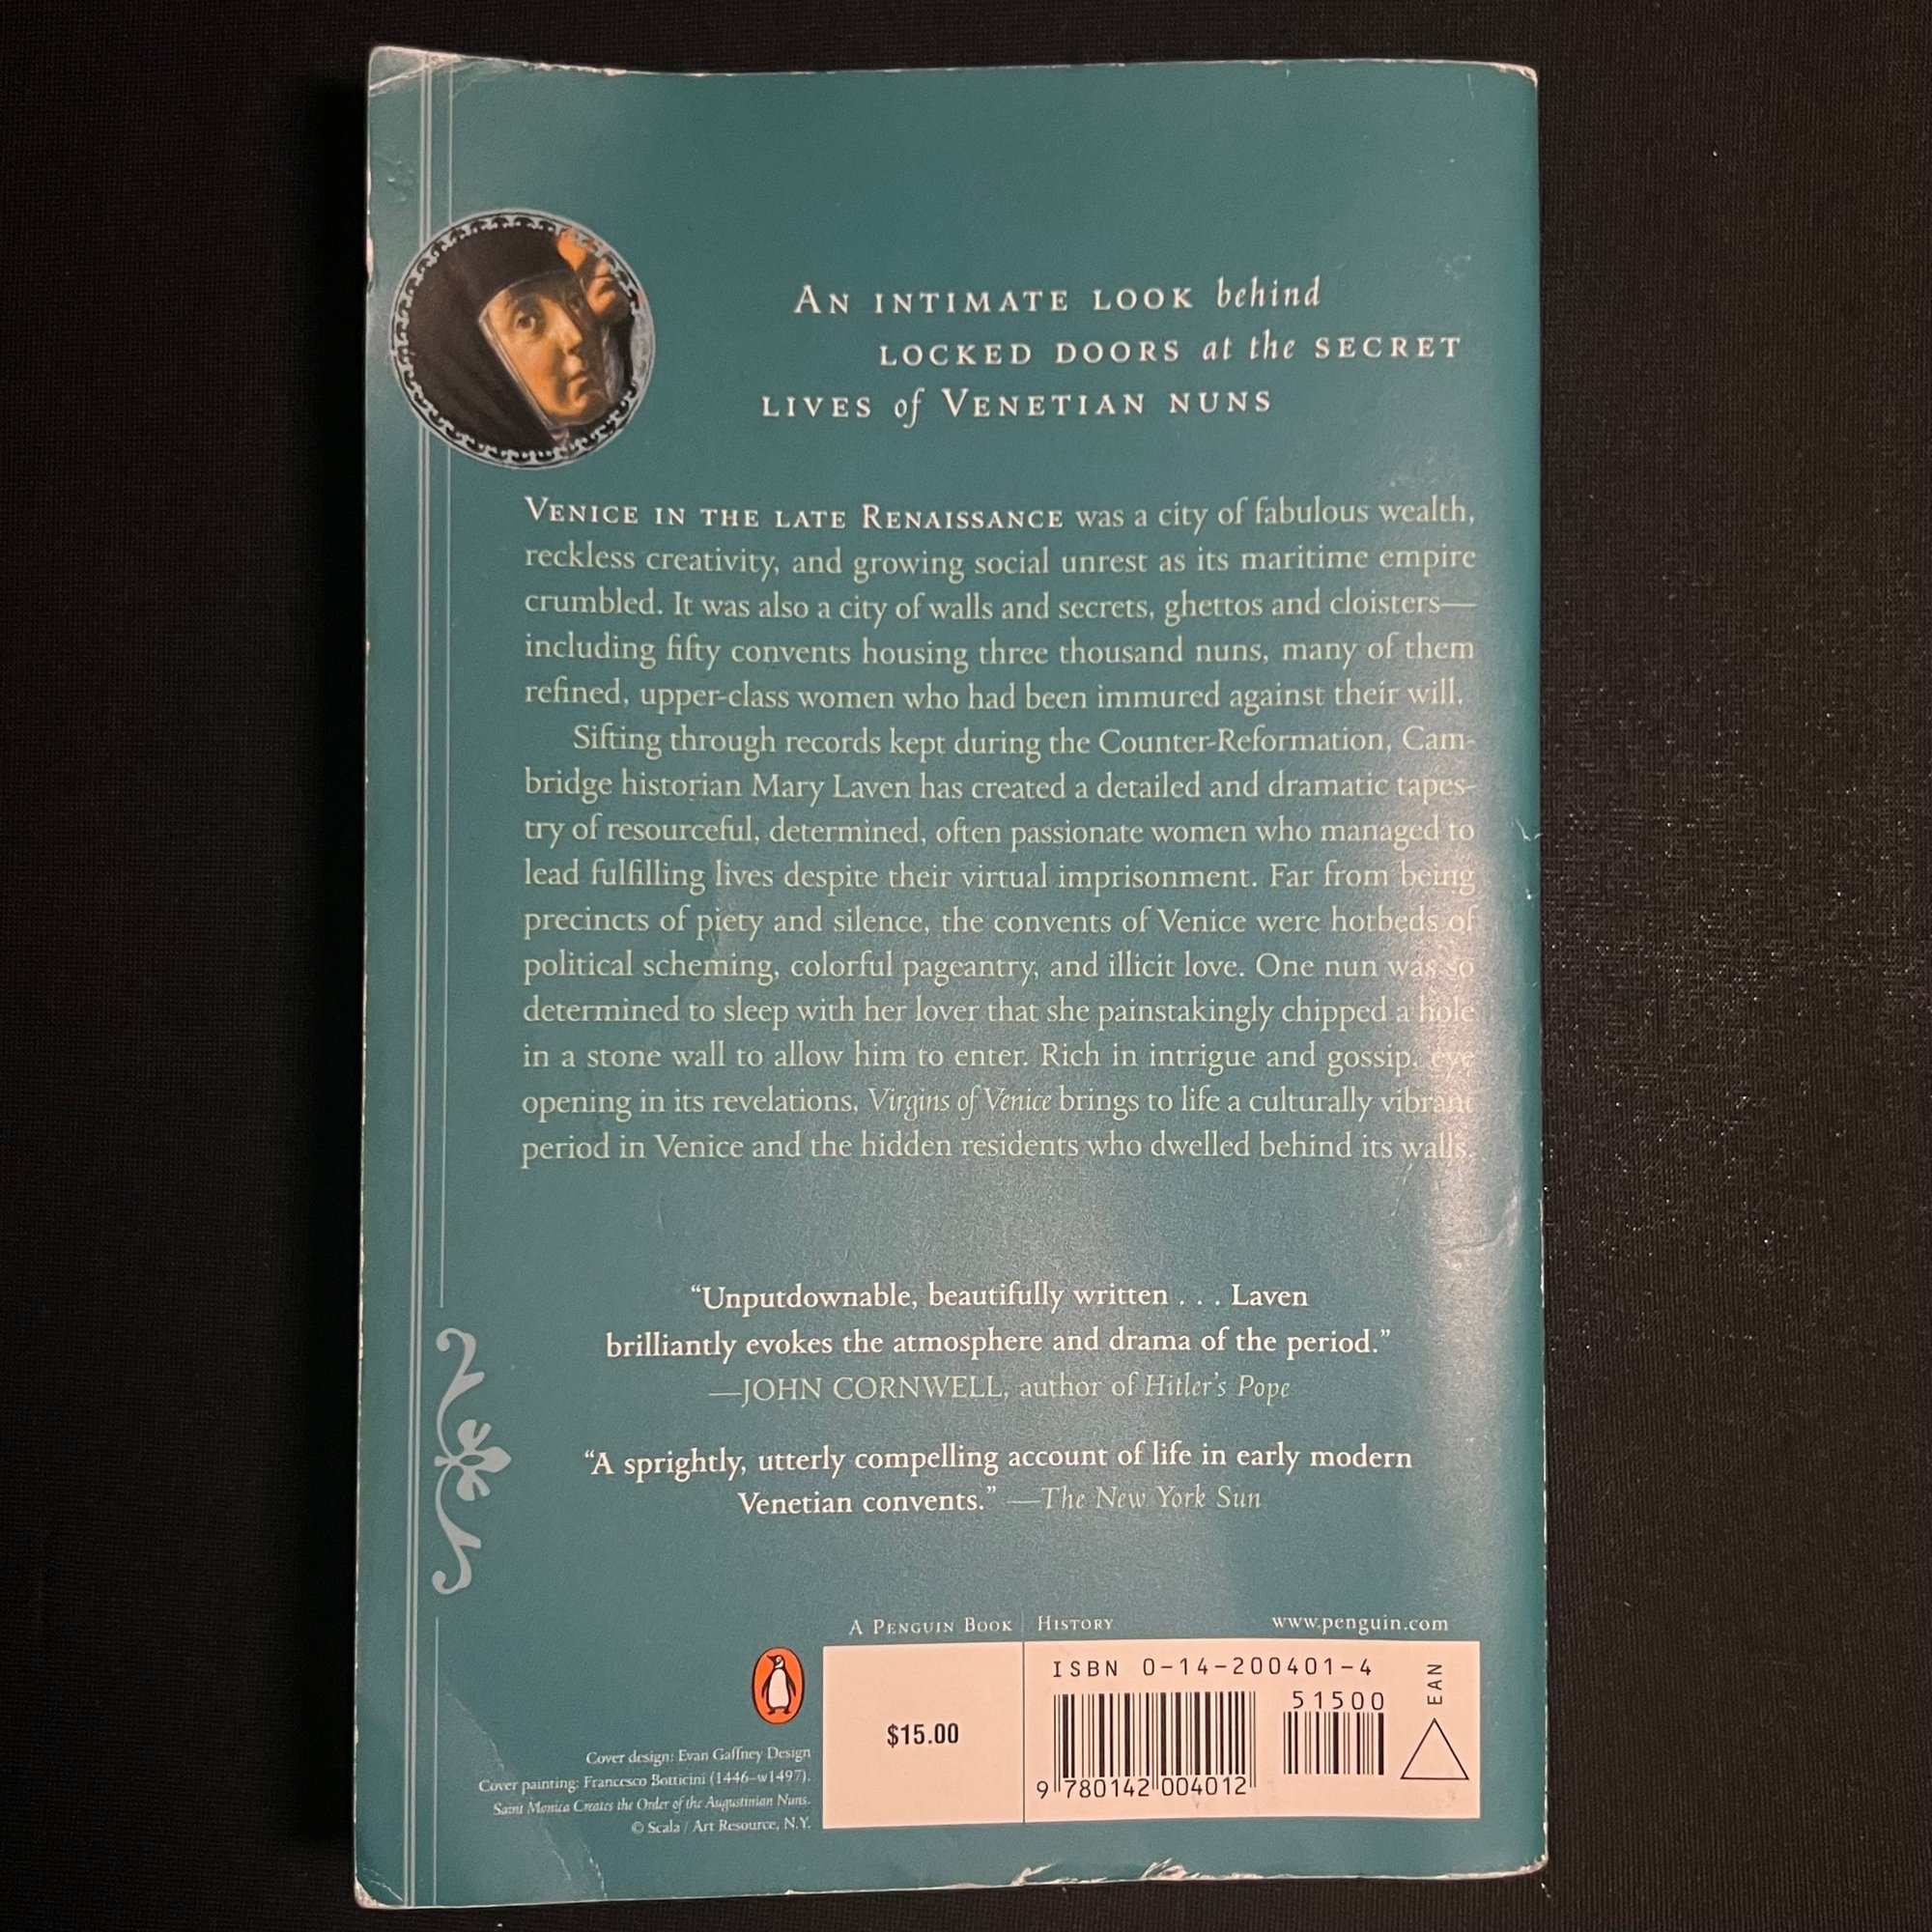 AN INTIMATE LOOK behind
LOCKED DOORS at the SECRET
LIVES of VENETIAN NUNS
VENICE IN THE LATE RENAISSANCE was a city of fabulous wealth,
reckless creativity, and growing social unrest as its maritime empire
crumbled. It was also a city of walls and secrets, ghettos and cloisters—
including fifty convents housing three thousand nuns, many of them
refined, upper-class women who had been immured against their will.
Sifting through records kept during the Counter-Reformation, Cam-
bridge historian Mary Laven has created a detailed and dramatic tapes-
try of resourceful, determined, often passionate women who managed to
lead fulfilling lives despite their virtual imprisonment. Far from being
precincts of piety and silence, the convents of Venice were hotbeds of
political scheming, colorful pageantry, and illicit love. One nun was so
determined to sleep with her lover that she painstakingly chipped a hole
in a stone wall to allow him to enter. Rich in intrigue and gossip, eye
opening in its revelations, Virgins of Venice brings to life a culturally vibrant
period in Venice and the hidden residents who dwelled behind its walls.
“Unputdownable, beautifully written . . . Laven
brilliantly evokes the atmosphere and drama of the period.”
—JOHN CORNWELL, author of Hitler's Pope
“A sprightly, utterly compelling account of life in early modern
Venetian convents.” —The New York Sun
A PENGUIN BOOK | HISTORY www.penguin.com
ISBN 0-14-200401-4
EAN
51500
$15.00
9 780142 004012
Cover design: Evan Gaffney Design
Cover painting: Francesco Botticini (1446–w1497).
Saint Monica Creates the Order of the Augustinian Nuns.
© Scala / Art Resource, N.Y.